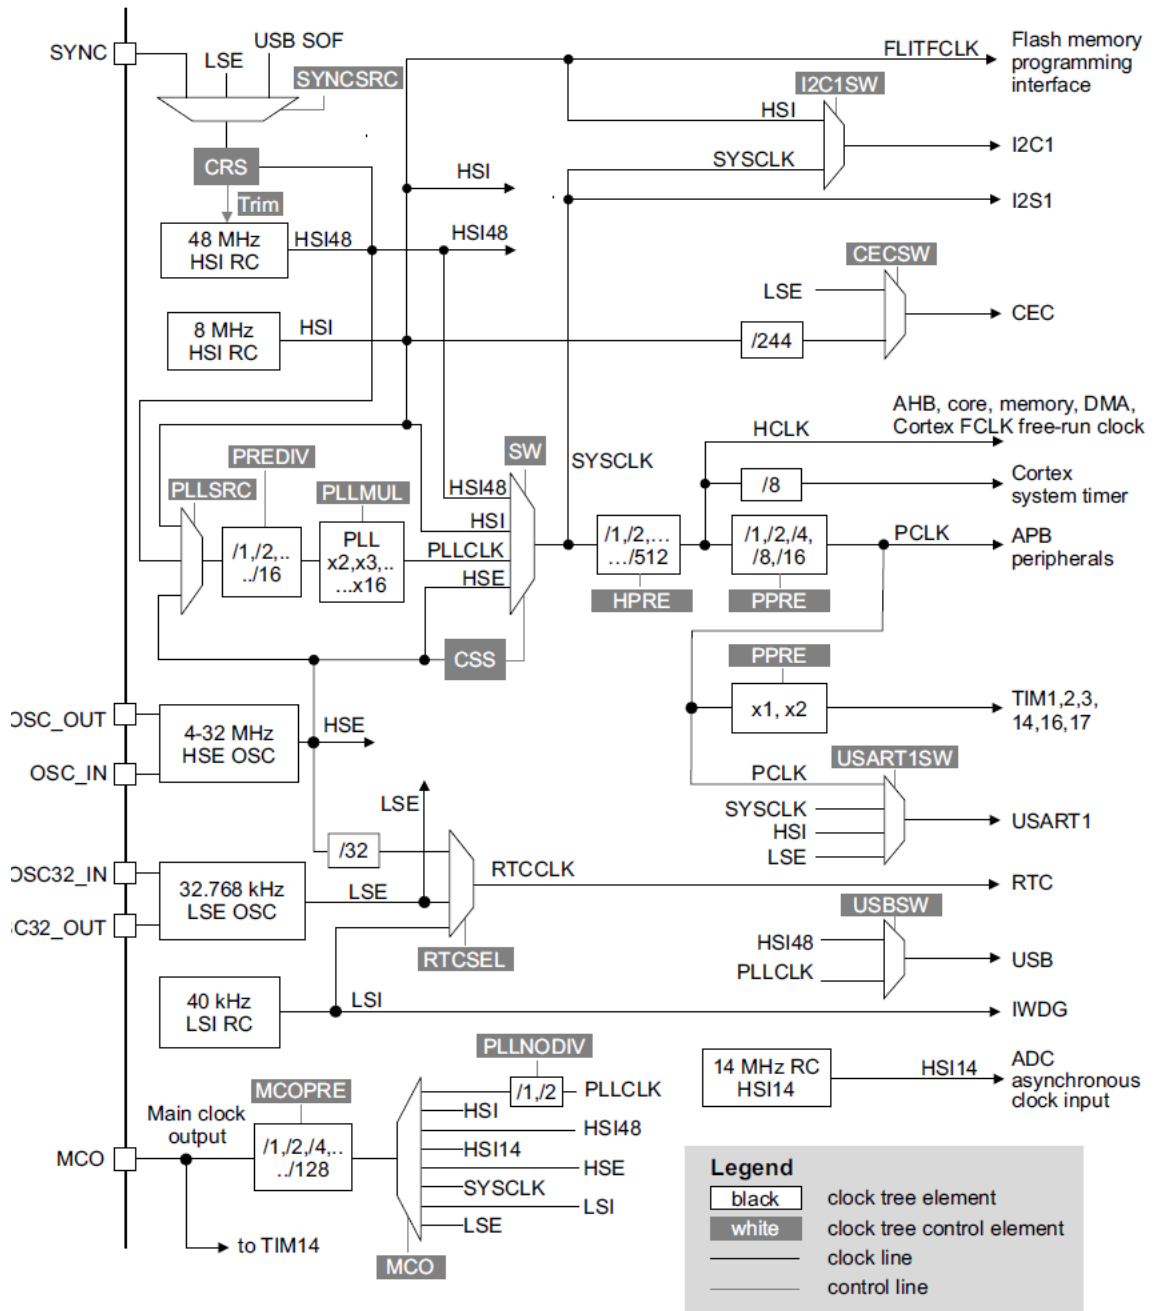 SYNC
USB SOF
LSE
SYNCSRC
CRS
Trim
48 MHz
HSI RC
HSI48
8 MHz
HSI RC
HSI
HSI
HSI48
FLITFCLK
Flash memory
programming
interface
I2C1SW
HSI
SYSCLK
I2C1
I2S1
CECSW
LSE
/244
CEC
AHB, core, memory, DMA,
Cortex FCLK free-run clock
HCLK
/8
Cortex
system timer
SW
SYSCLK
PREDIV
PLLSRC
PLLMUL
/1,/2,..
../16
PLL
x2,x3,..
...x16
HSI48
HSI
PLLCLK
HSE
CSS
/1,/2,...
.../512
HPRE
/1,/2,/4,
/8,/16
PPRE
PCLK
APB
peripherals
PPRE
x1, x2
TIM1,2,3,
14,16,17
OSC_OUT
OSC_IN
4-32 MHz
HSE OSC
HSE
USART1SW
PCLK
SYSCLK
HSI
LSE
USART1
LSE
/32
RTCCLK
RTC
OSC32_IN
C32_OUT
32.768 kHz
LSE OSC
LSE
RTCSEL
USBSW
HSI48
PLLCLK
USB
40 kHz
LSI RC
LSI
IWDG
14 MHz RC
HSI14
HSI14
ADC
asynchronous
clock input
PLLNODIV
/1,/2
PLLCLK
HSI
HSI48
HSI14
HSE
SYSCLK
LSI
LSE
MCO
MCOPRE
/1,/2,/4,..
../128
Main clock
output
MCO
to TIM14
Legend
black
clock tree element
white
clock tree control element
clock line
control line